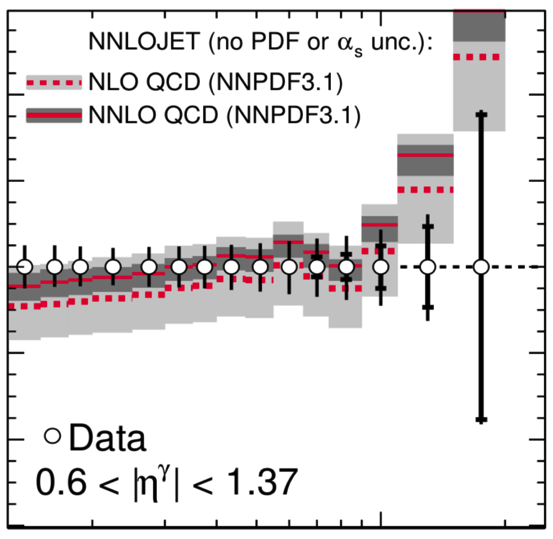 NNLOJET (no PDF or αₛ unc.):
NLO QCD (NNPDF3.1)
NNLO QCD (NNPDF3.1)
Data
0.6 < |ηᵞ| < 1.37